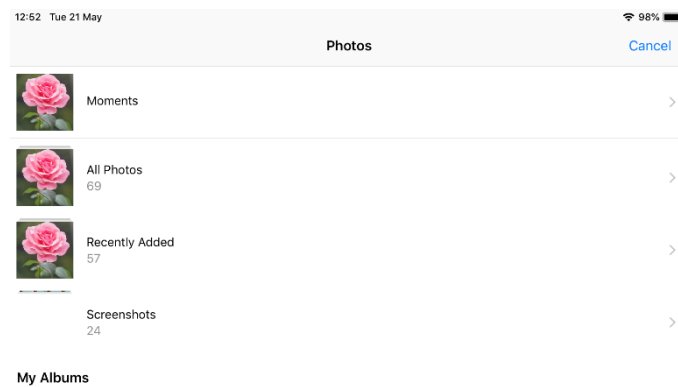 12:52 Tue 21 May
98%
Photos
Cancel
Moments
All Photos
69
Recently Added
57
Screenshots
24
My Albums